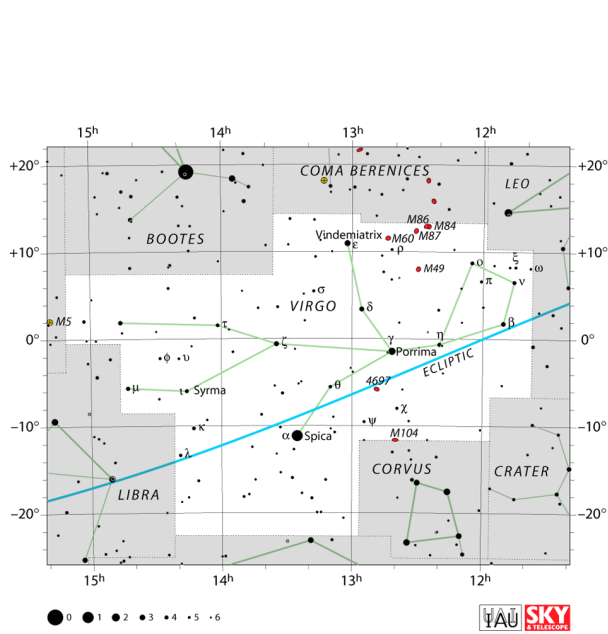 15h 14h 13h 12h
+20° +20°
COMA BERENICES
LEO
M86
M84
Vindemiatrix M60 M87
ε ρ
BOOTES
+10° +10°
ο ξ
M49 ω
σ π ν
VIRGO
δ
M5 τ β
0° ζ γ η 0°
Porrima
ECLIPTIC
ϕ υ
4697
μ ι Syrma θ
χ
ψ
−10° κ −10°
α Spica M104
λ
CORVUS
CRATER
LIBRA
−20° −20°
15h 14h 13h 12h
0 1 2 3 4 5 6
IAU SKY
& TELESCOPE